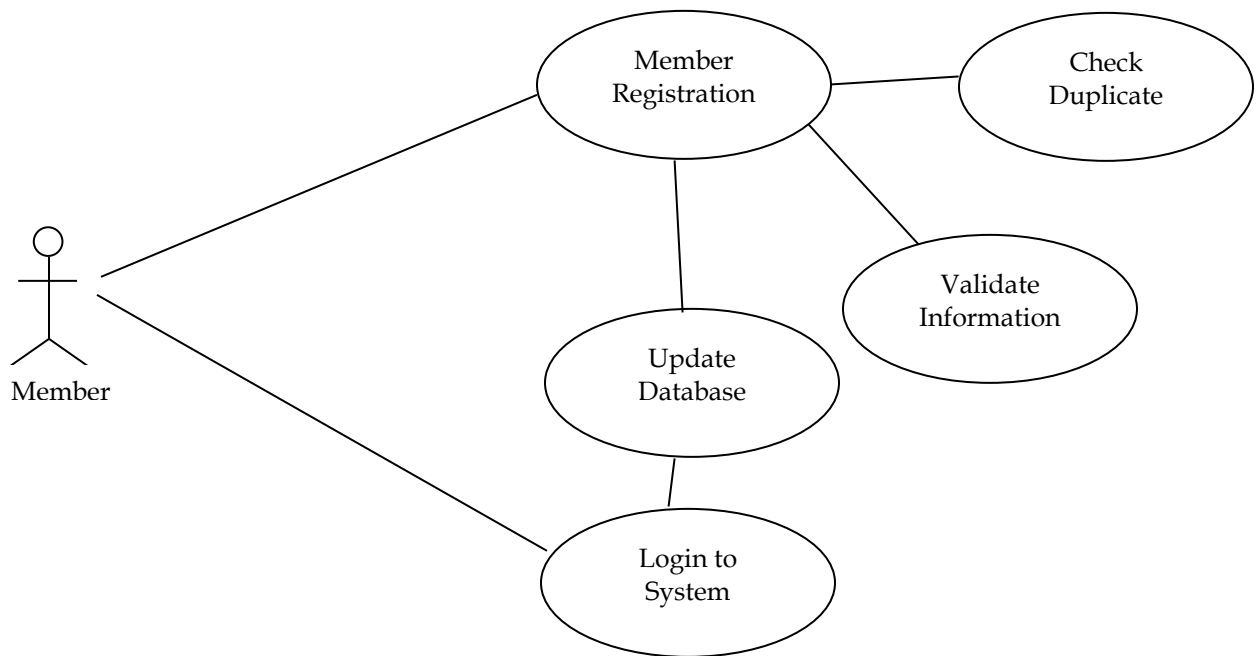 Member
Registration
Check
Duplicate
Validate
Information
Update
Database
Member
Login to
System